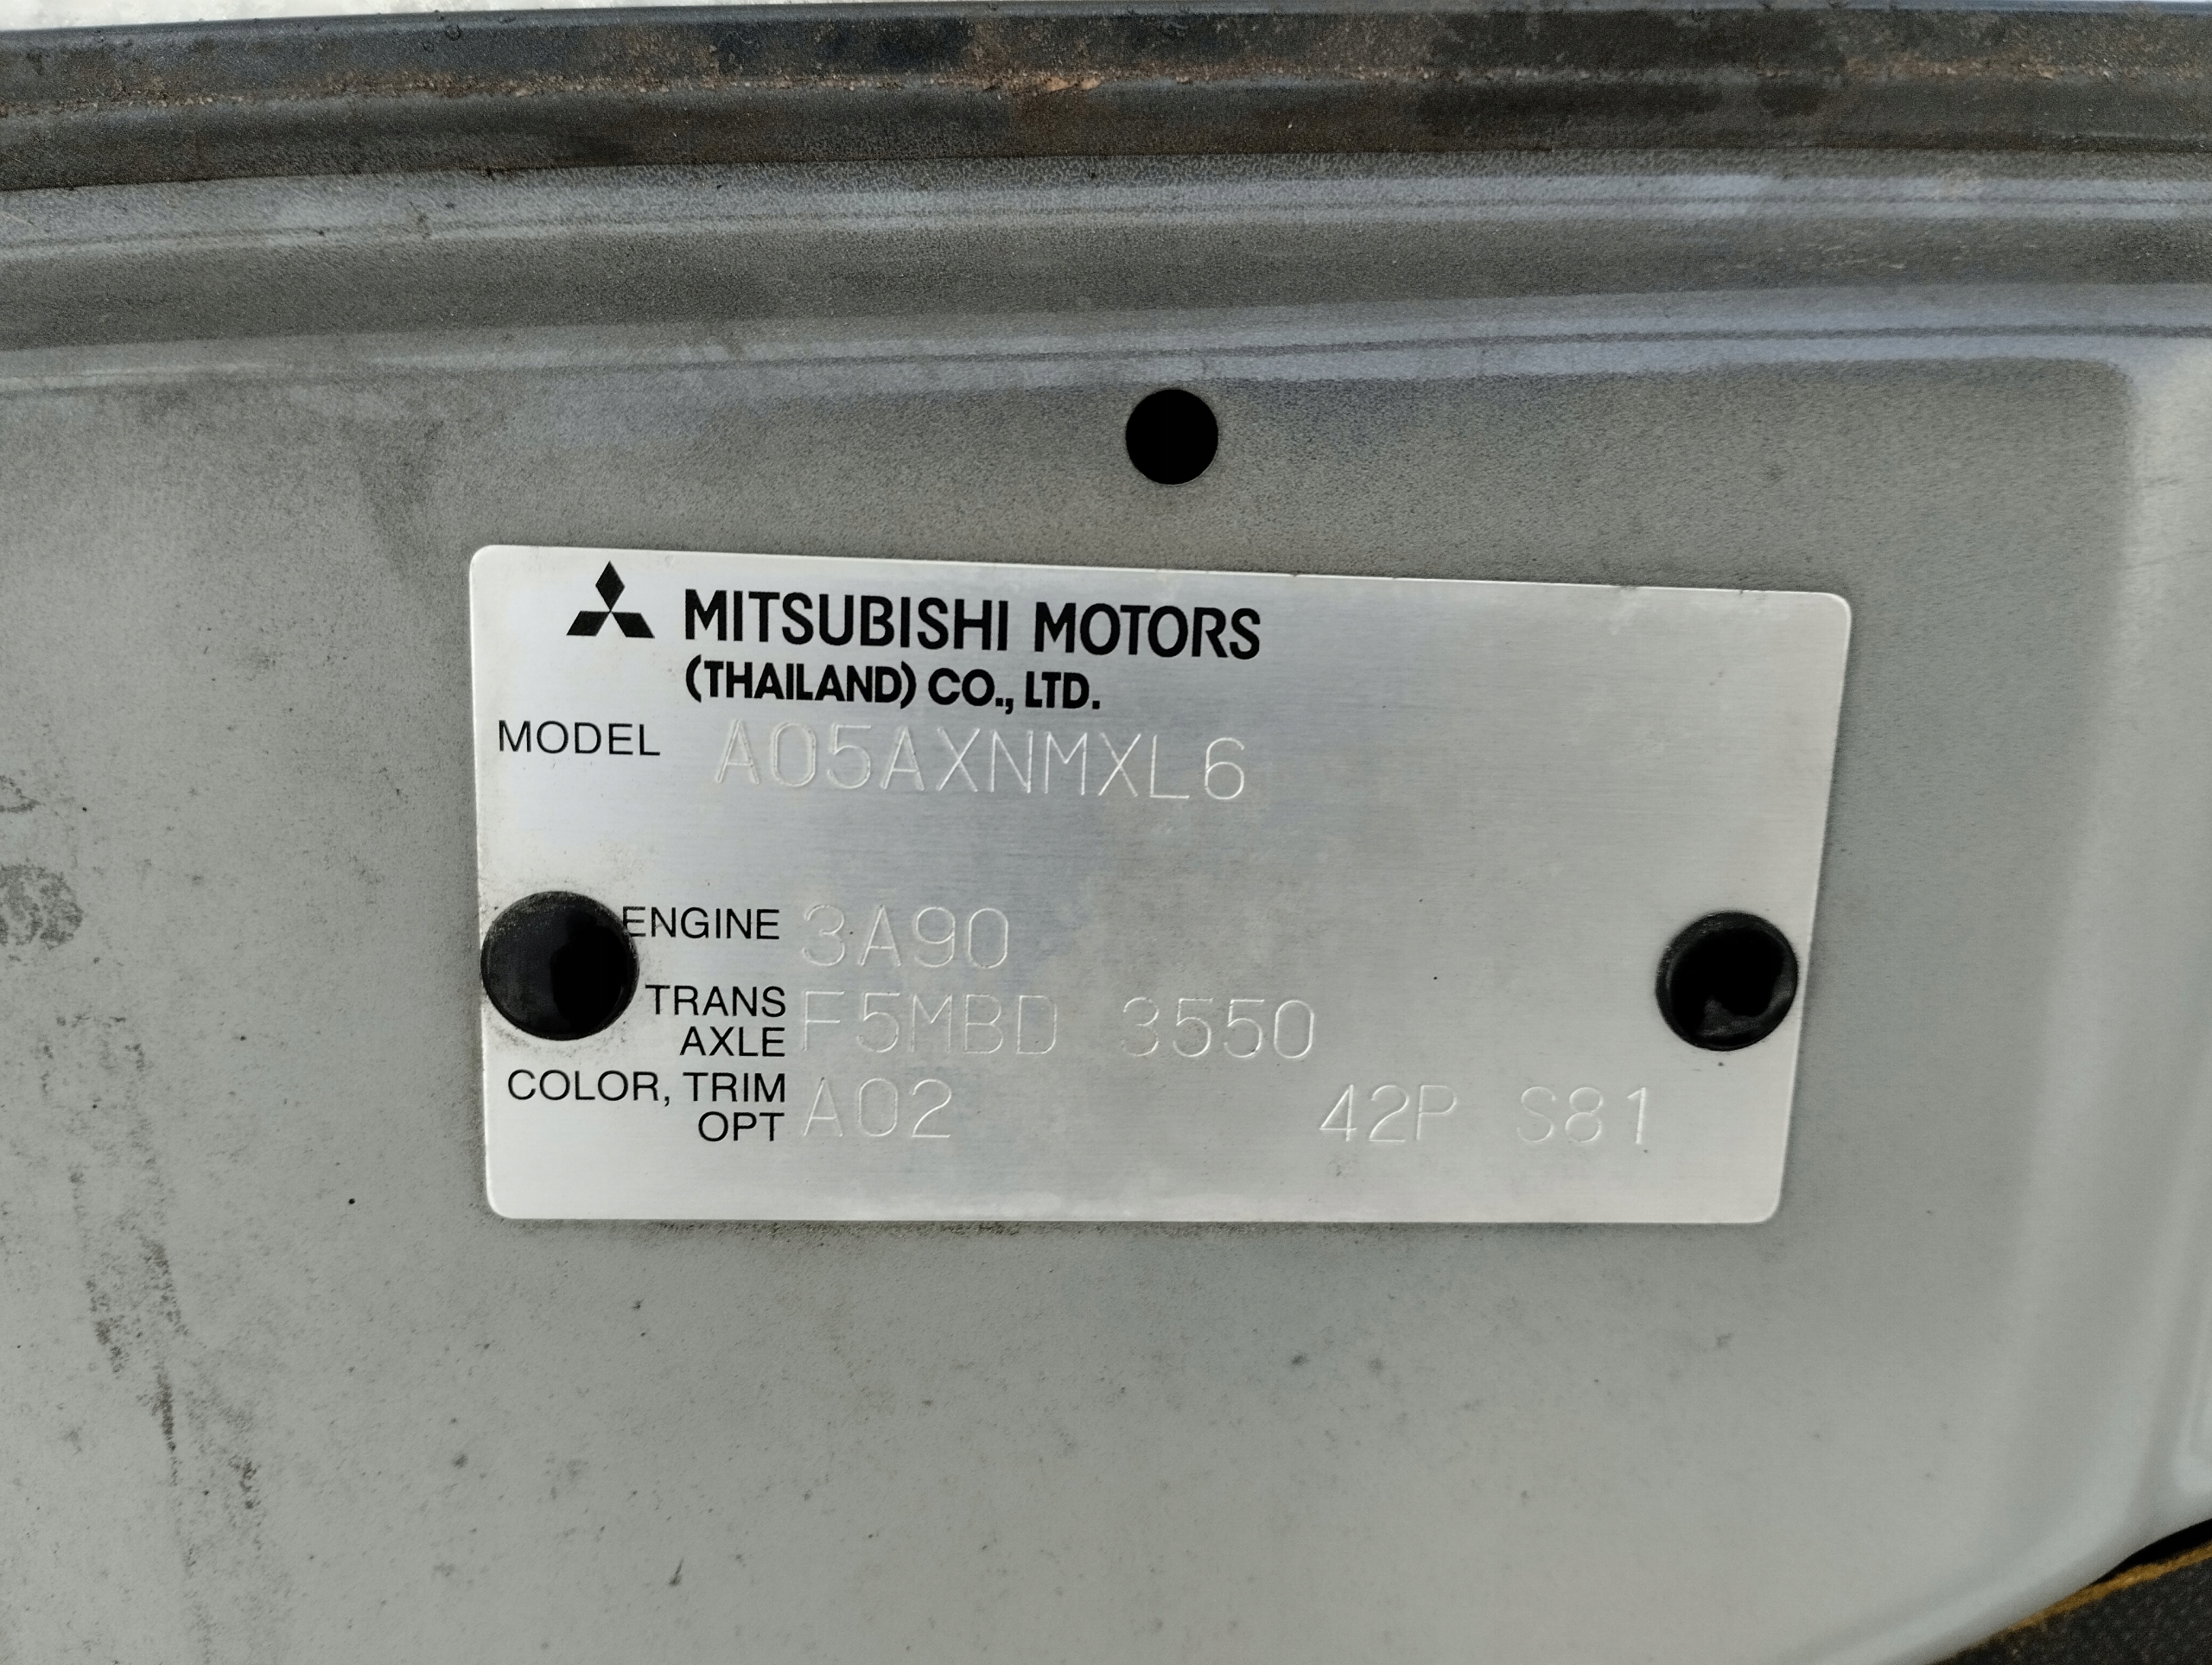 MITSUBISHI MOTORS
(THAILAND) CO., LTD.
MODEL A05AXNMXL6
ENGINE 3A90
TRANS
AXLE F5MBD 3550
COLOR, TRIM
OPT A02 42P S81